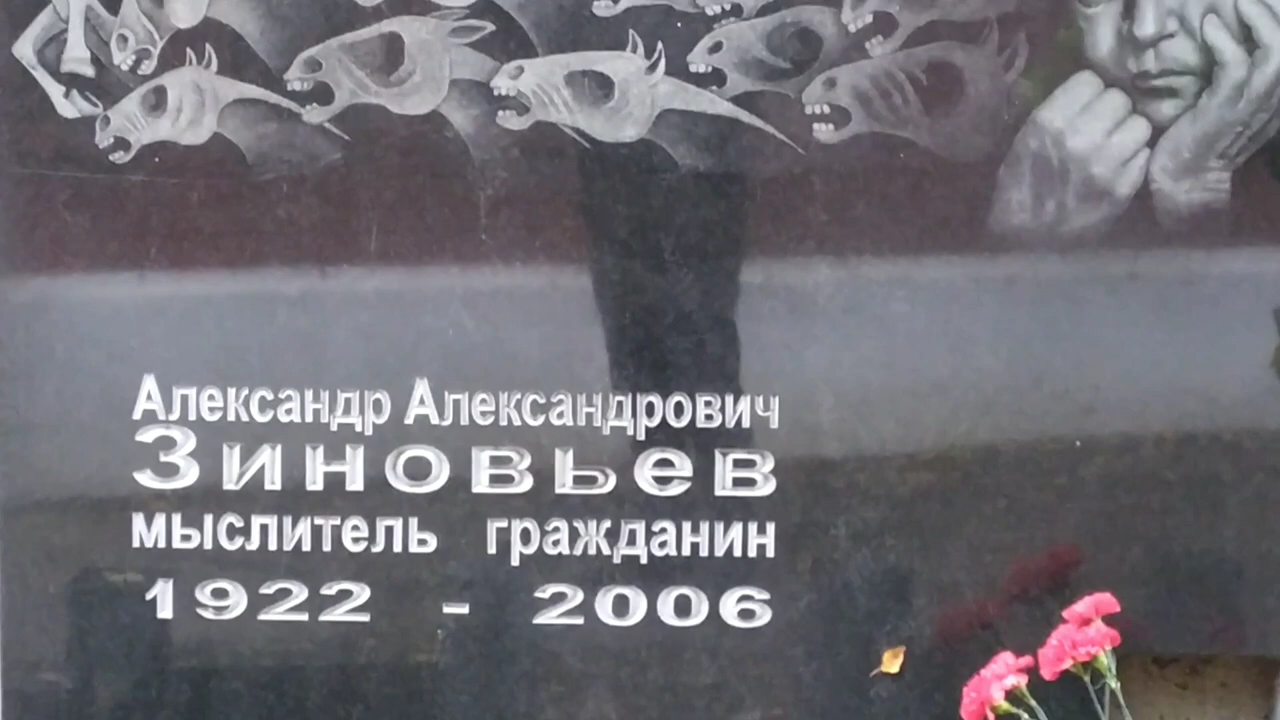 Александр Александрович
Зиновьев
мыслитель гражданин
1922 - 2006